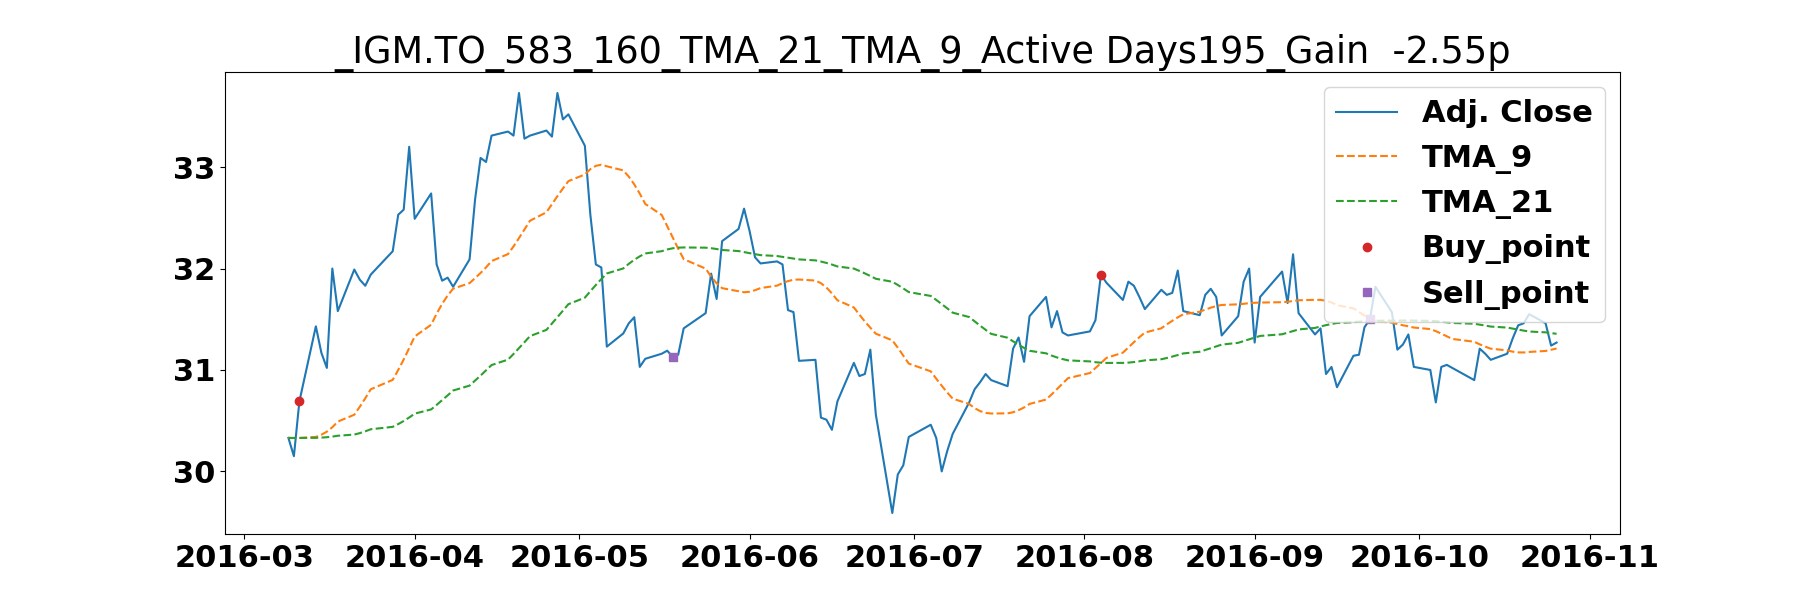 _IGM.TO_583_160_TMA_21_TMA_9_Active Days195_Gain  -2.55p
Adj. Close
TMA_9
TMA_21
Buy_point
Sell_point
33
32
31
30
2016-03 2016-04 2016-05 2016-06 2016-07 2016-08 2016-09 2016-10 2016-11